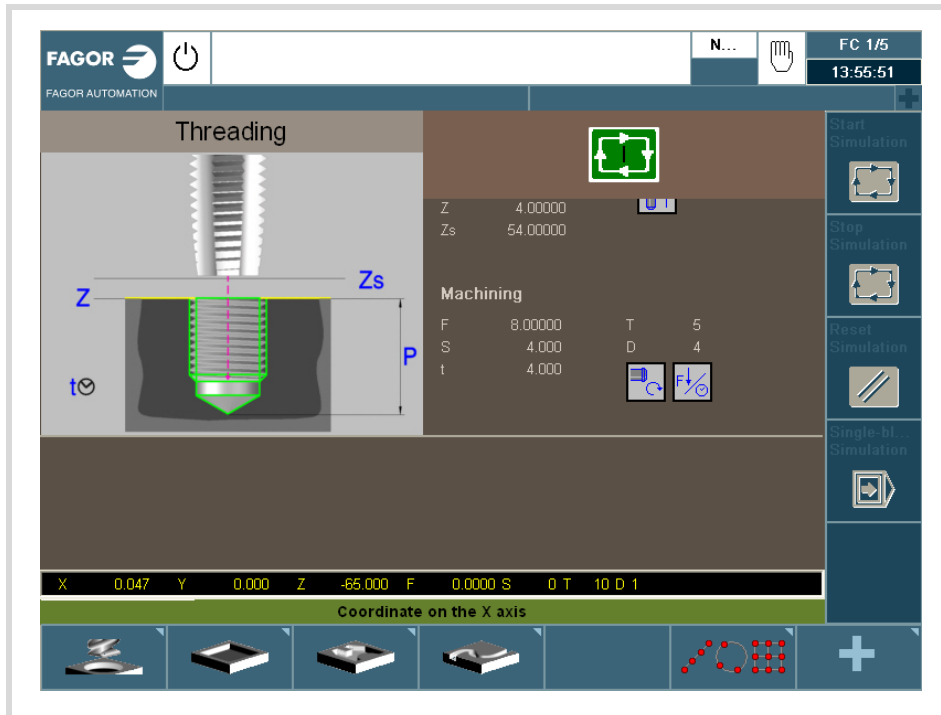 FAGOR
FAGOR AUTOMATION
N...
FC 1/5
13:55:51
Threading
Z
Zs
P
t
Z 4.00000
Zs 54.00000
Machining
F 8.00000 T 5
S 4.000 D 4
t 4.000
F
Start
Simulation
Stop
Simulation
Reset
Simulation
Single-bl...
Simulation
X 0.047 Y 0.000 Z -65.000 F 0.0000 S 0 T 10 D 1
Coordinate on the X axis